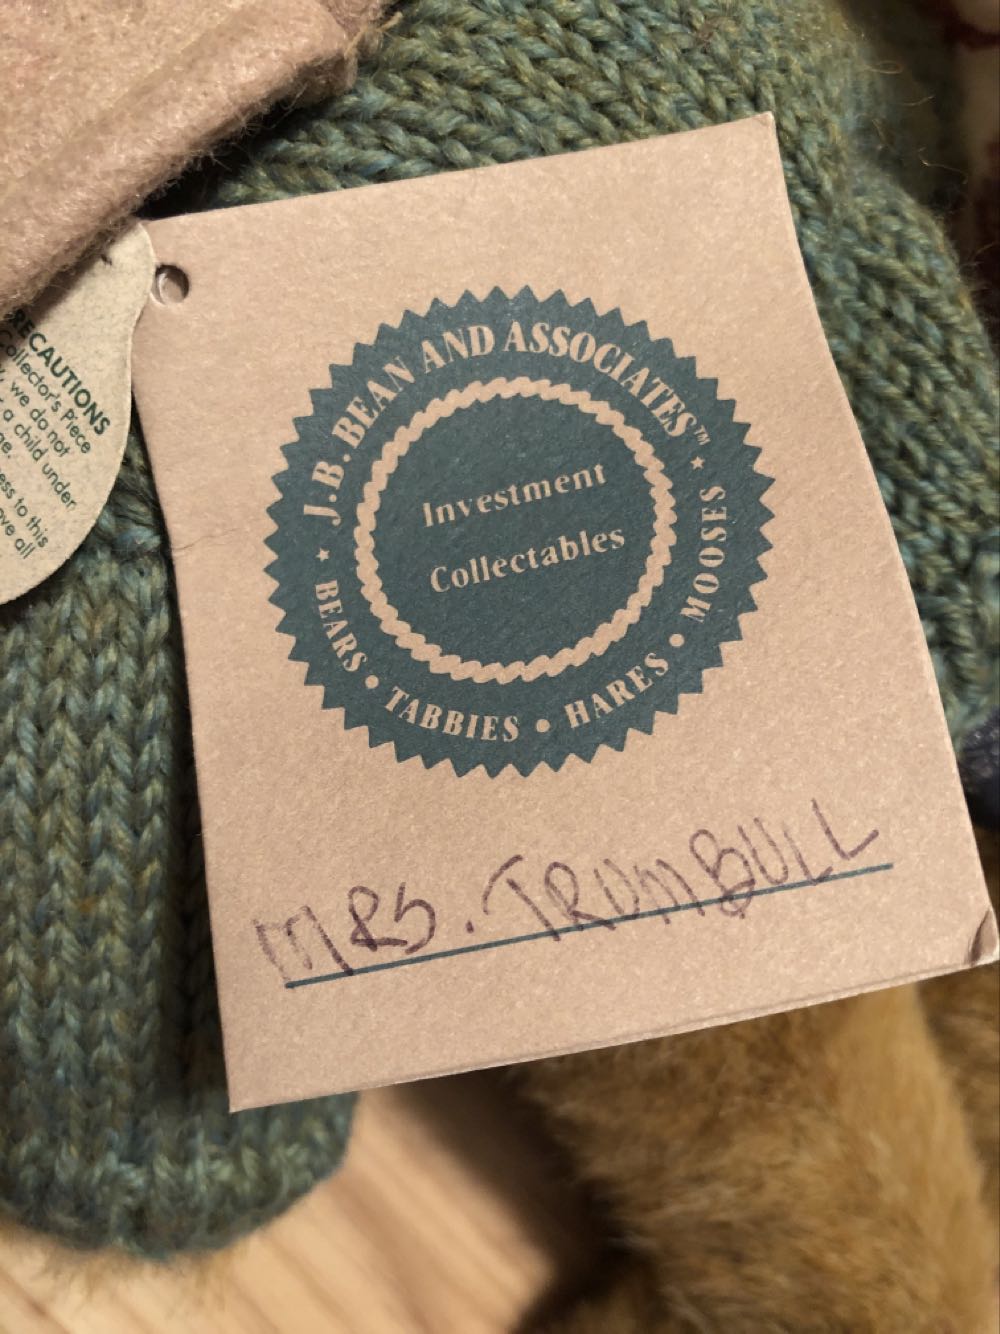 J.B. BEAN AND ASSOCIATES™
Investment
Collectables
BEARS • TABBIES • HARES • MOOSES
MRS. TRUMBULL
RECAUTIONS
Collector's Piece
we do not
a child under
ess to this
ove all